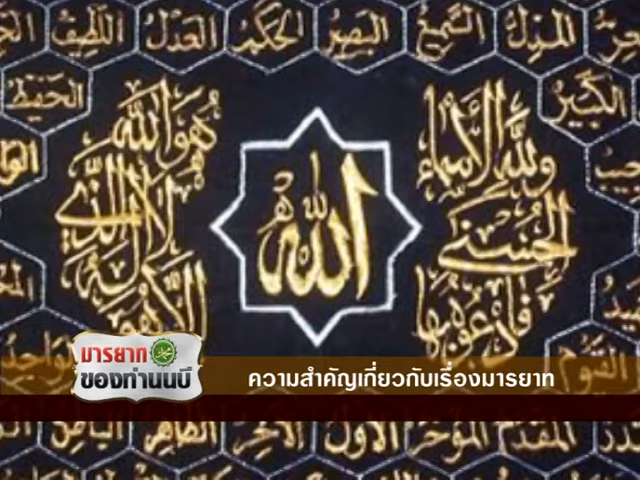 اللطيف
العدل
الحكم
البصير
السميع
المذل
الحفيظ
الكبير
هو الله
الذي
لا إله
إلا هو
الله
ولله الأسماء
الحسنى
فادعوه بها
القيوم
มารยาท
ของท่านนบี
ความสำคัญเกี่ยวกับเรื่องมารยาท
الظاهر
الآخر
الأول
المؤخر
المقدم